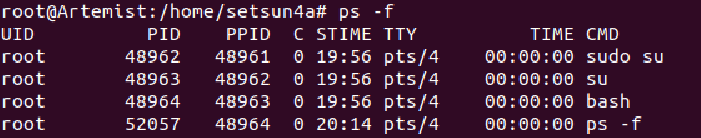 root@Artemist:/home/setsun4a# ps -f
UID          PID    PPID  C STIME TTY          TIME CMD
root       48962   48961  0 19:56 pts/4    00:00:00 sudo su
root       48963   48962  0 19:56 pts/4    00:00:00 su
root       48964   48963  0 19:56 pts/4    00:00:00 bash
root       52057   48964  0 20:14 pts/4    00:00:00 ps -f